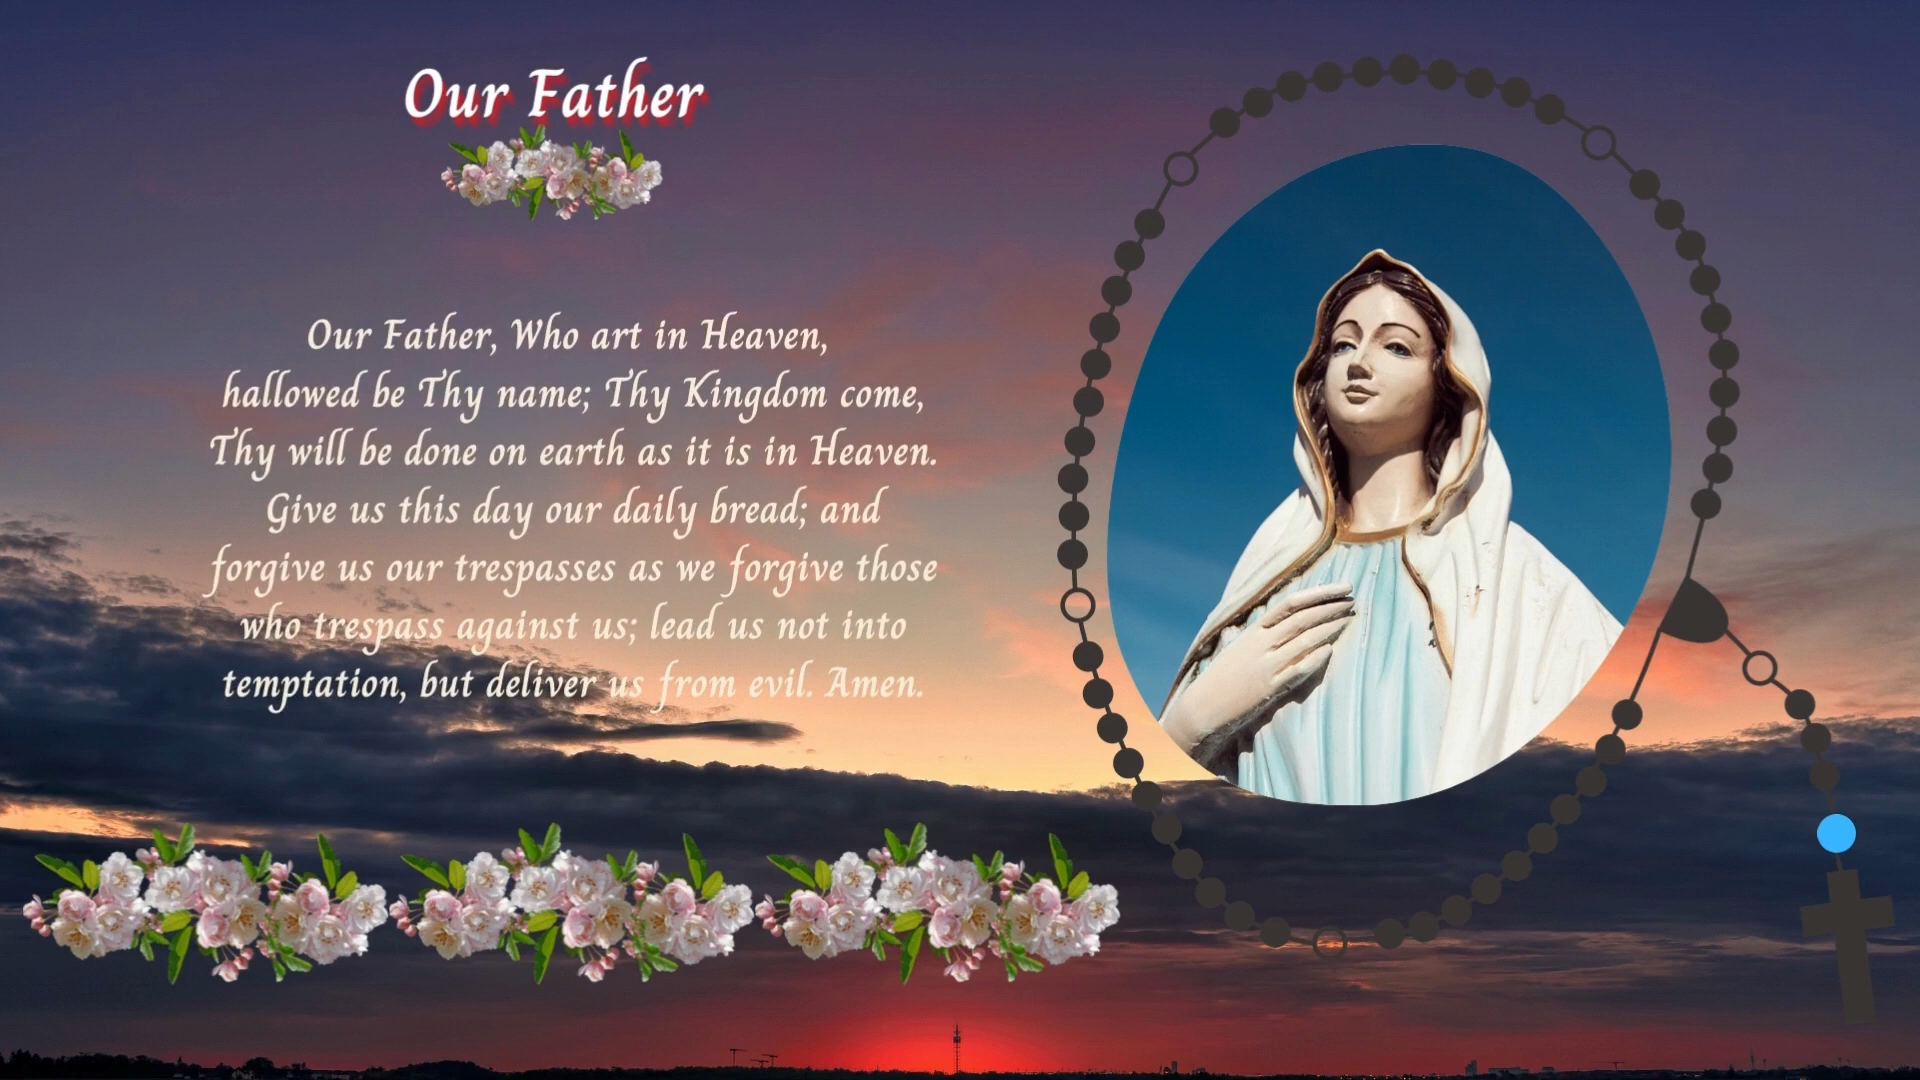 Our Father
Our Father, Who art in Heaven,
hallowed be Thy name; Thy Kingdom come,
Thy will be done on earth as it is in Heaven.
Give us this day our daily bread; and
forgive us our trespasses as we forgive those
who trespass against us; lead us not into
temptation, but deliver us from evil. Amen.